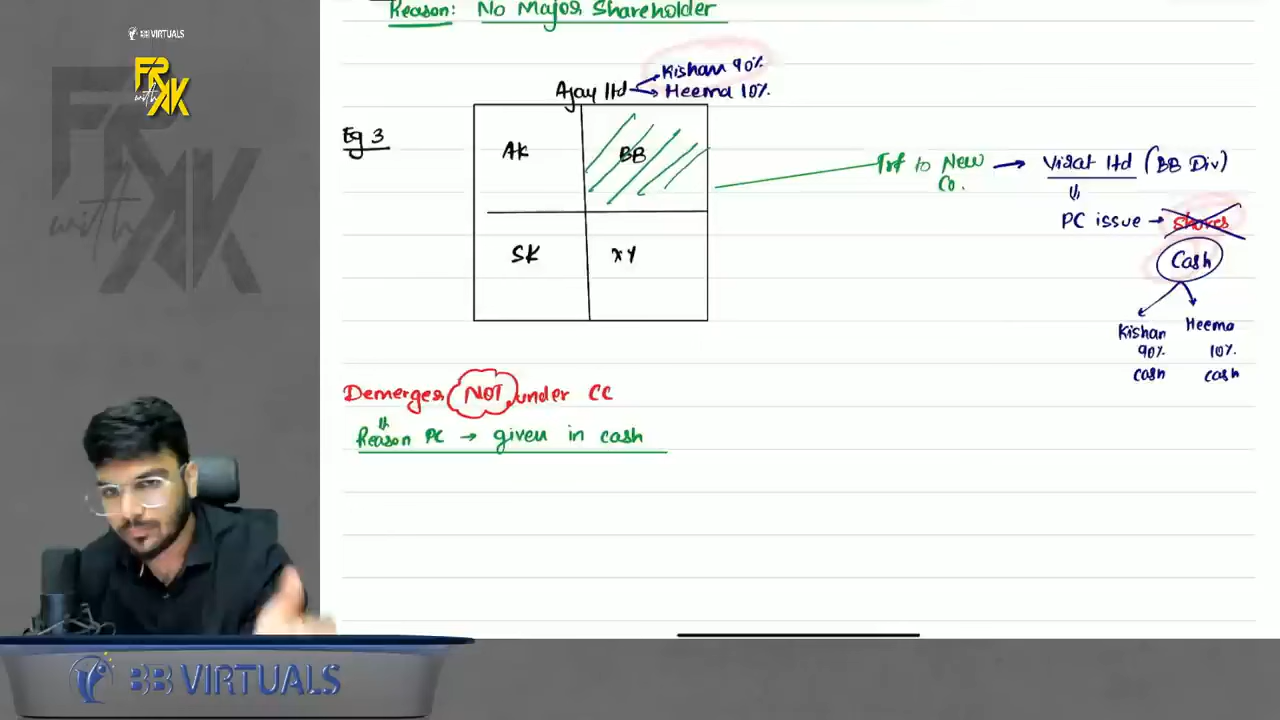 Reason: No Major Shareholder
BB VIRTUALS
FR
with
AK
Ajay ltd
Kishan 90%
Heema 10%
Eg 3
AK
BB
SK
XY
Trf to New Co.
Virat ltd (BB Div)
PC issue → shares
Cash
Kishan 90% cash
Heema 10% cash
Demerger NOT under CC
Reason PC → given in cash
BB VIRTUALS